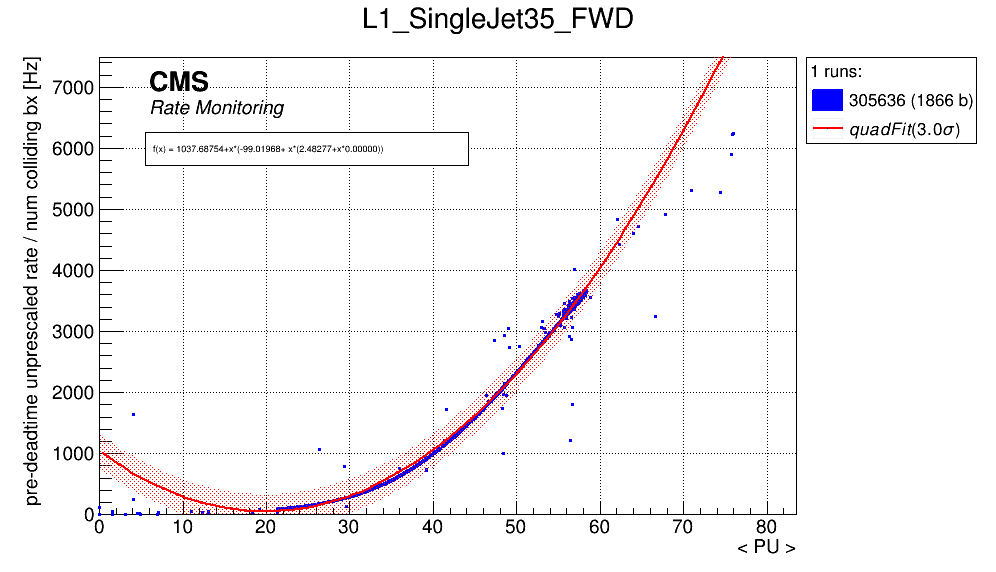 L1_SingleJet35_FWD
pre-deadtime unprescaled rate / num colliding bx [Hz]
7000
6000
5000
4000
3000
2000
1000
0
CMS
Rate Monitoring
f(x) = 1037.68754+x*(-99.01968+ x*(2.48277+x*0.00000))
0 10 20 30 40 50 60 70 80
< PU >
1 runs:
305636 (1866 b)
quadFit(3.0σ)